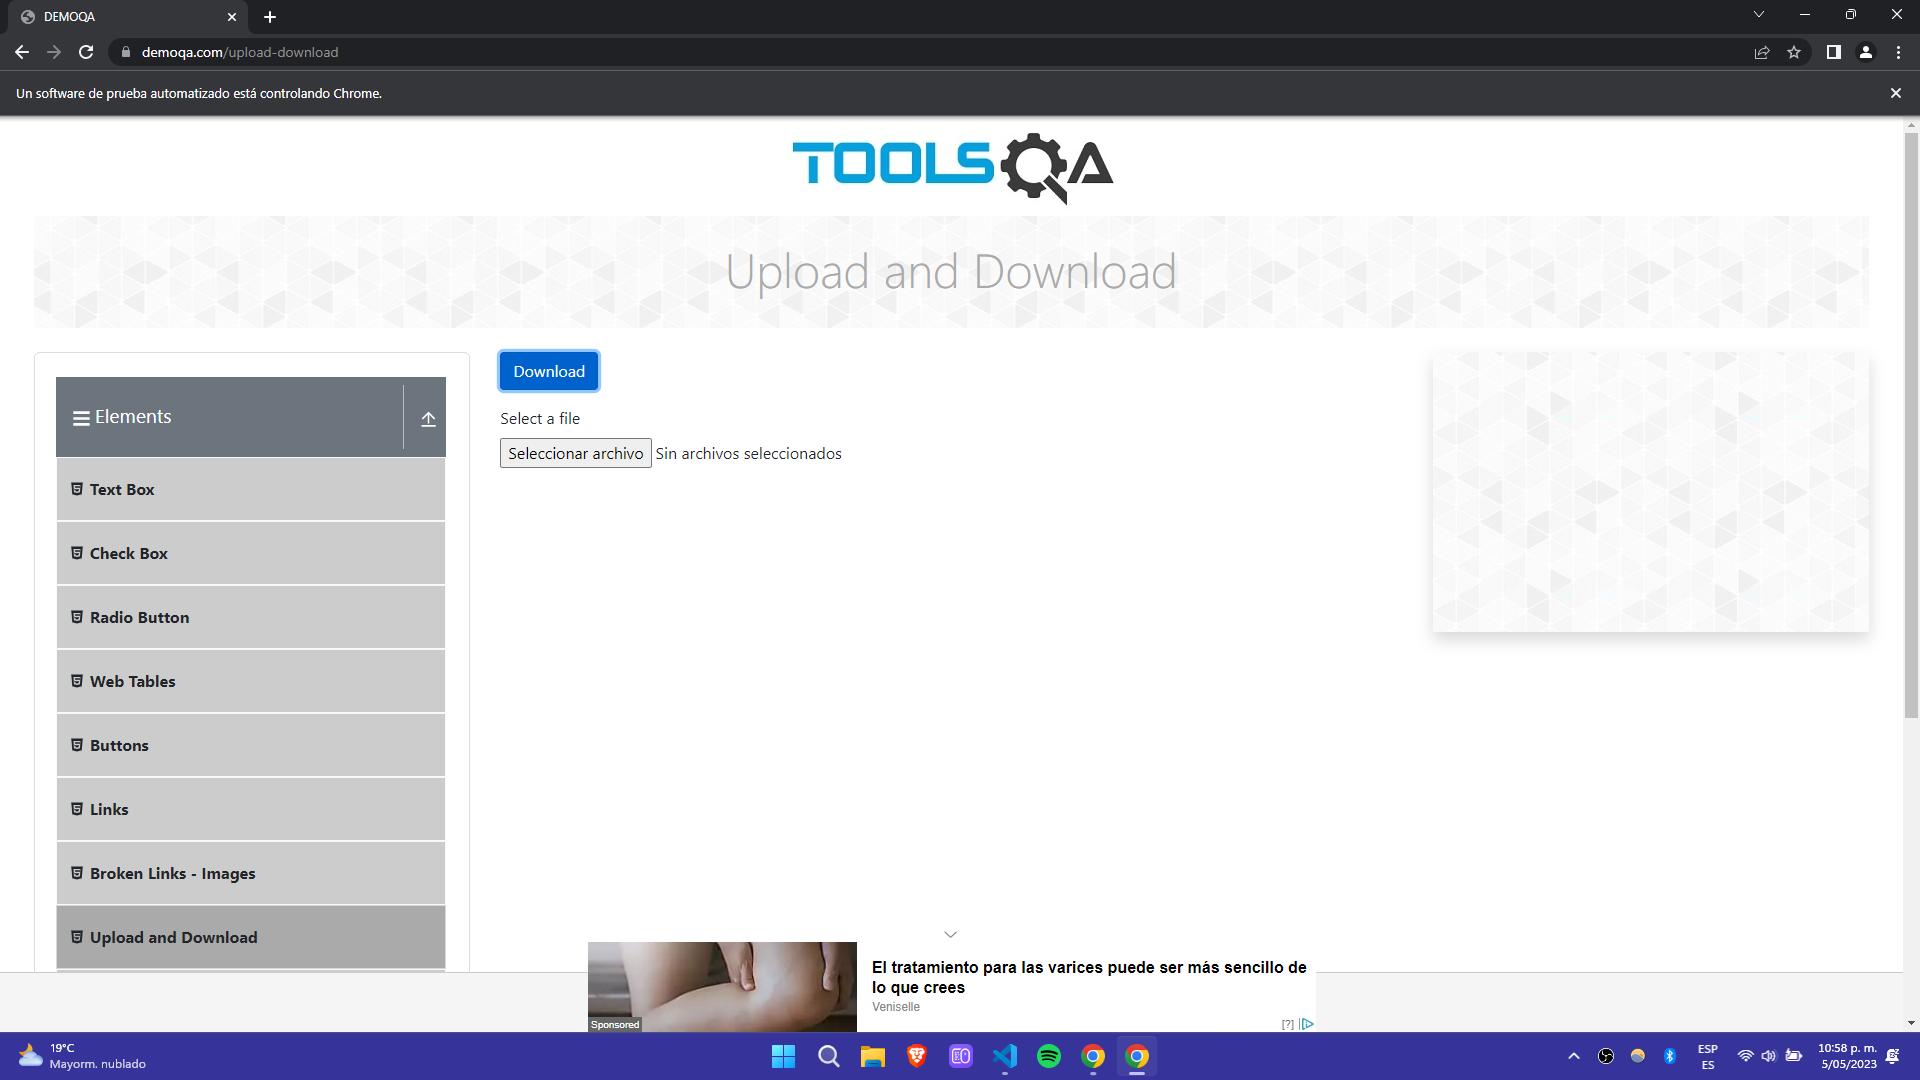 DEMOQA
demoqa.com/upload-download
Un software de prueba automatizado está controlando Chrome.
TOOLSQA
Upload and Download
Elements
Text Box
Check Box
Radio Button
Web Tables
Buttons
Links
Broken Links - Images
Upload and Download
Download
Select a file
Seleccionar archivo Sin archivos seleccionados
El tratamiento para las varices puede ser más sencillo de
lo que crees
Veniselle
Sponsored
[?]
19°C
Mayorm. nublado
ESP
ES
10:58 p. m.
5/05/2023